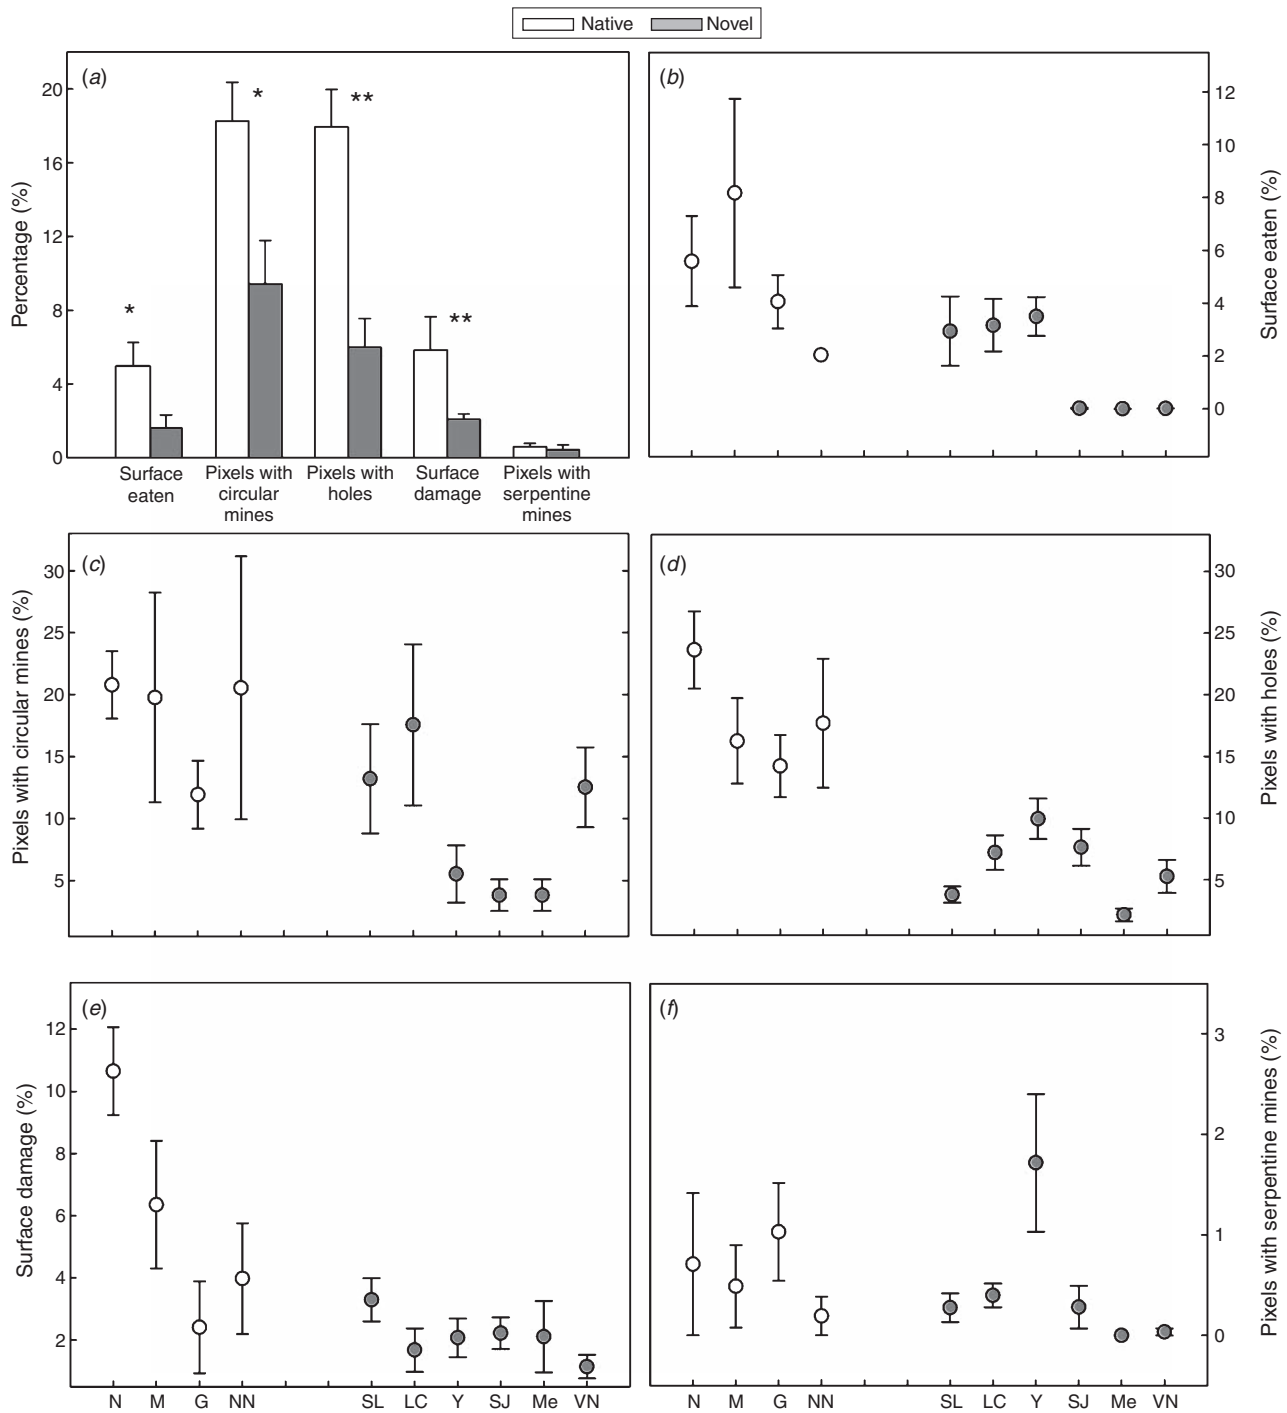 Native Novel
(a)
Percentage (%)
20
16
12
8
4
0
*
*
**
**
Surface eaten
Pixels with circular mines
Pixels with holes
Surface damage
Pixels with serpentine mines
(b)
Surface eaten (%)
12
10
8
6
4
2
0
(c)
Pixels with circular mines (%)
30
25
20
15
10
5
(d)
Pixels with holes (%)
30
25
20
15
10
5
(e)
Surface damage (%)
12
10
8
6
4
2
N M G NN SL LC Y SJ Me VN
(f)
Pixels with serpentine mines (%)
3
2
1
0
N M G NN SL LC Y SJ Me VN